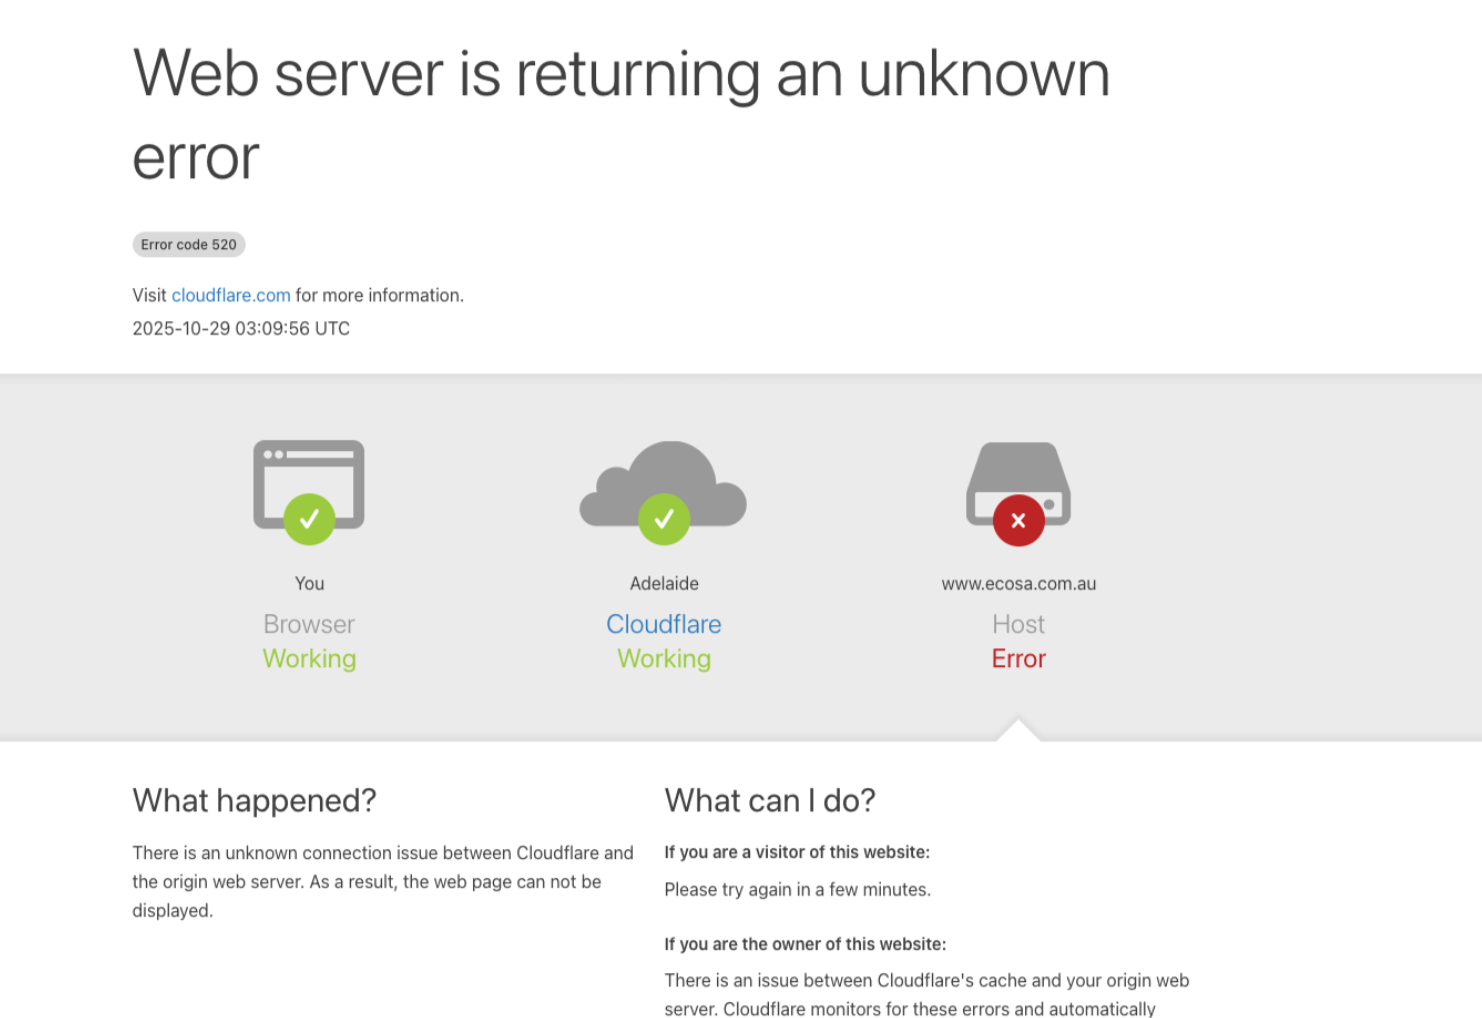 Web server is returning an unknown
error
Error code 520
Visit cloudflare.com for more information.
2025-10-29 03:09:56 UTC
You
Browser
Working
Adelaide
Cloudflare
Working
www.ecosa.com.au
Host
Error
What happened?
There is an unknown connection issue between Cloudflare and
the origin web server. As a result, the web page can not be
displayed.
What can I do?
If you are a visitor of this website:
Please try again in a few minutes.
If you are the owner of this website:
There is an issue between Cloudflare's cache and your origin web
server. Cloudflare monitors for these errors and automatically